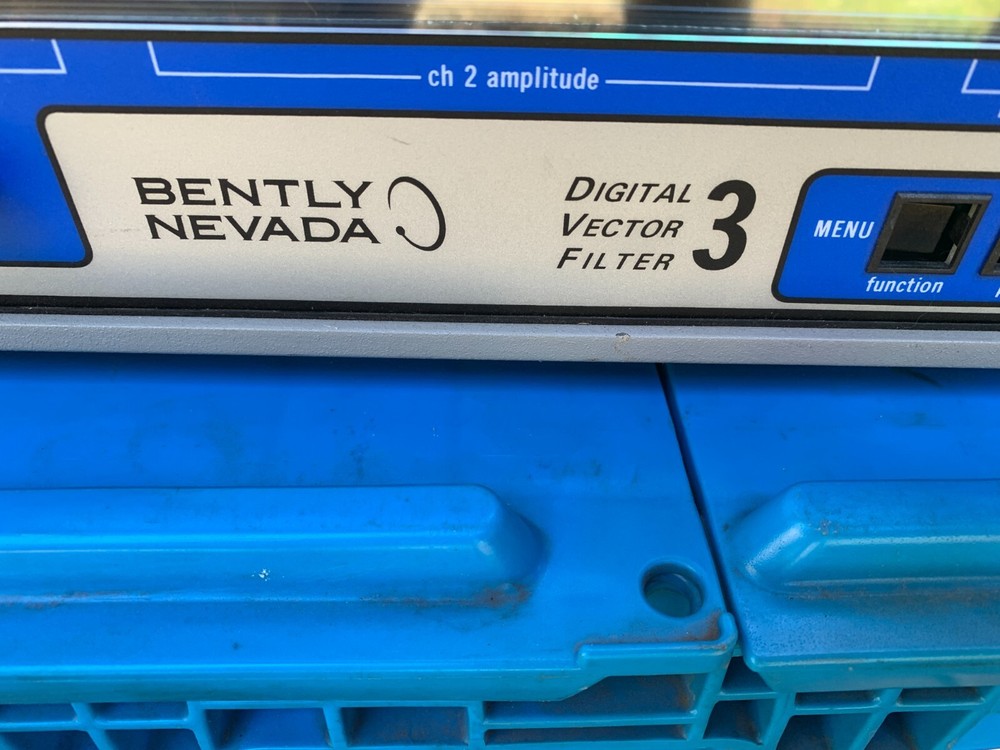 ch 2 amplitude
BENTLY
NEVADA
DIGITAL
VECTOR
FILTER
3
MENU
function